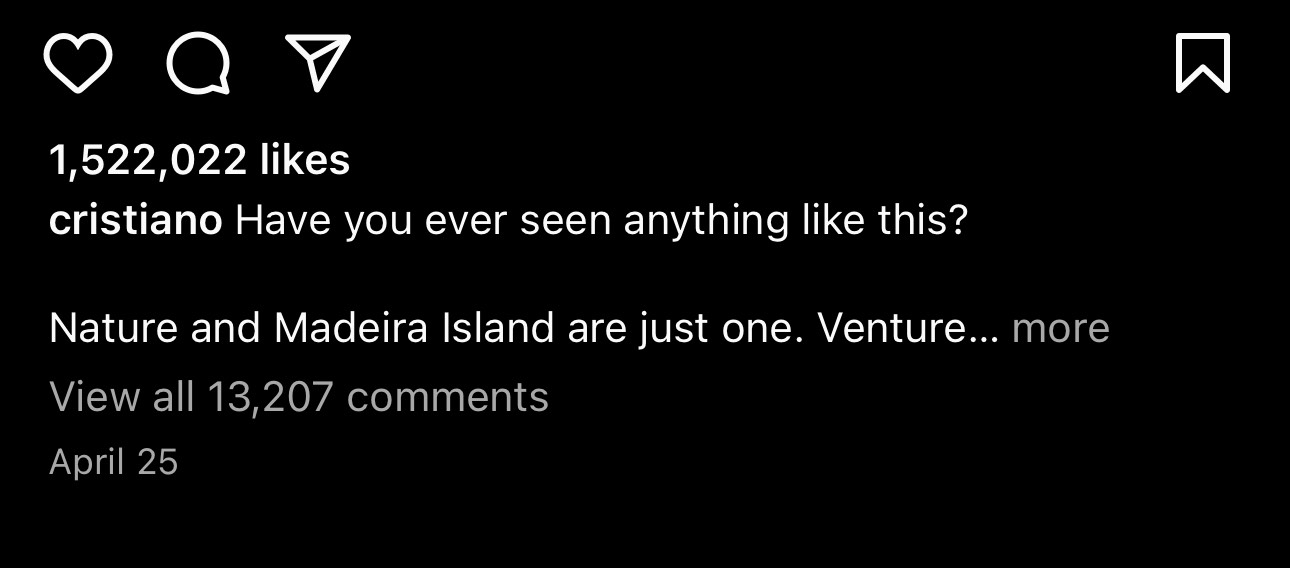 1,522,022 likes
cristiano Have you ever seen anything like this?
Nature and Madeira Island are just one. Venture... more
View all 13,207 comments
April 25